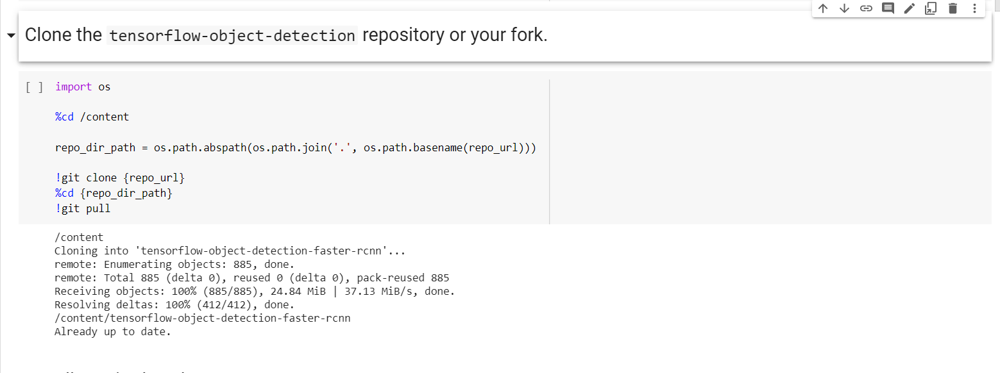 Clone the tensorflow-object-detection repository or your fork.
[ ] import os
%cd /content
repo_dir_path = os.path.abspath(os.path.join('.', os.path.basename(repo_url)))
!git clone {repo_url}
%cd {repo_dir_path}
!git pull
/content
Cloning into 'tensorflow-object-detection-faster-rcnn'...
remote: Enumerating objects: 885, done.
remote: Total 885 (delta 0), reused 0 (delta 0), pack-reused 885
Receiving objects: 100% (885/885), 24.84 MiB | 37.13 MiB/s, done.
Resolving deltas: 100% (412/412), done.
/content/tensorflow-object-detection-faster-rcnn
Already up to date.